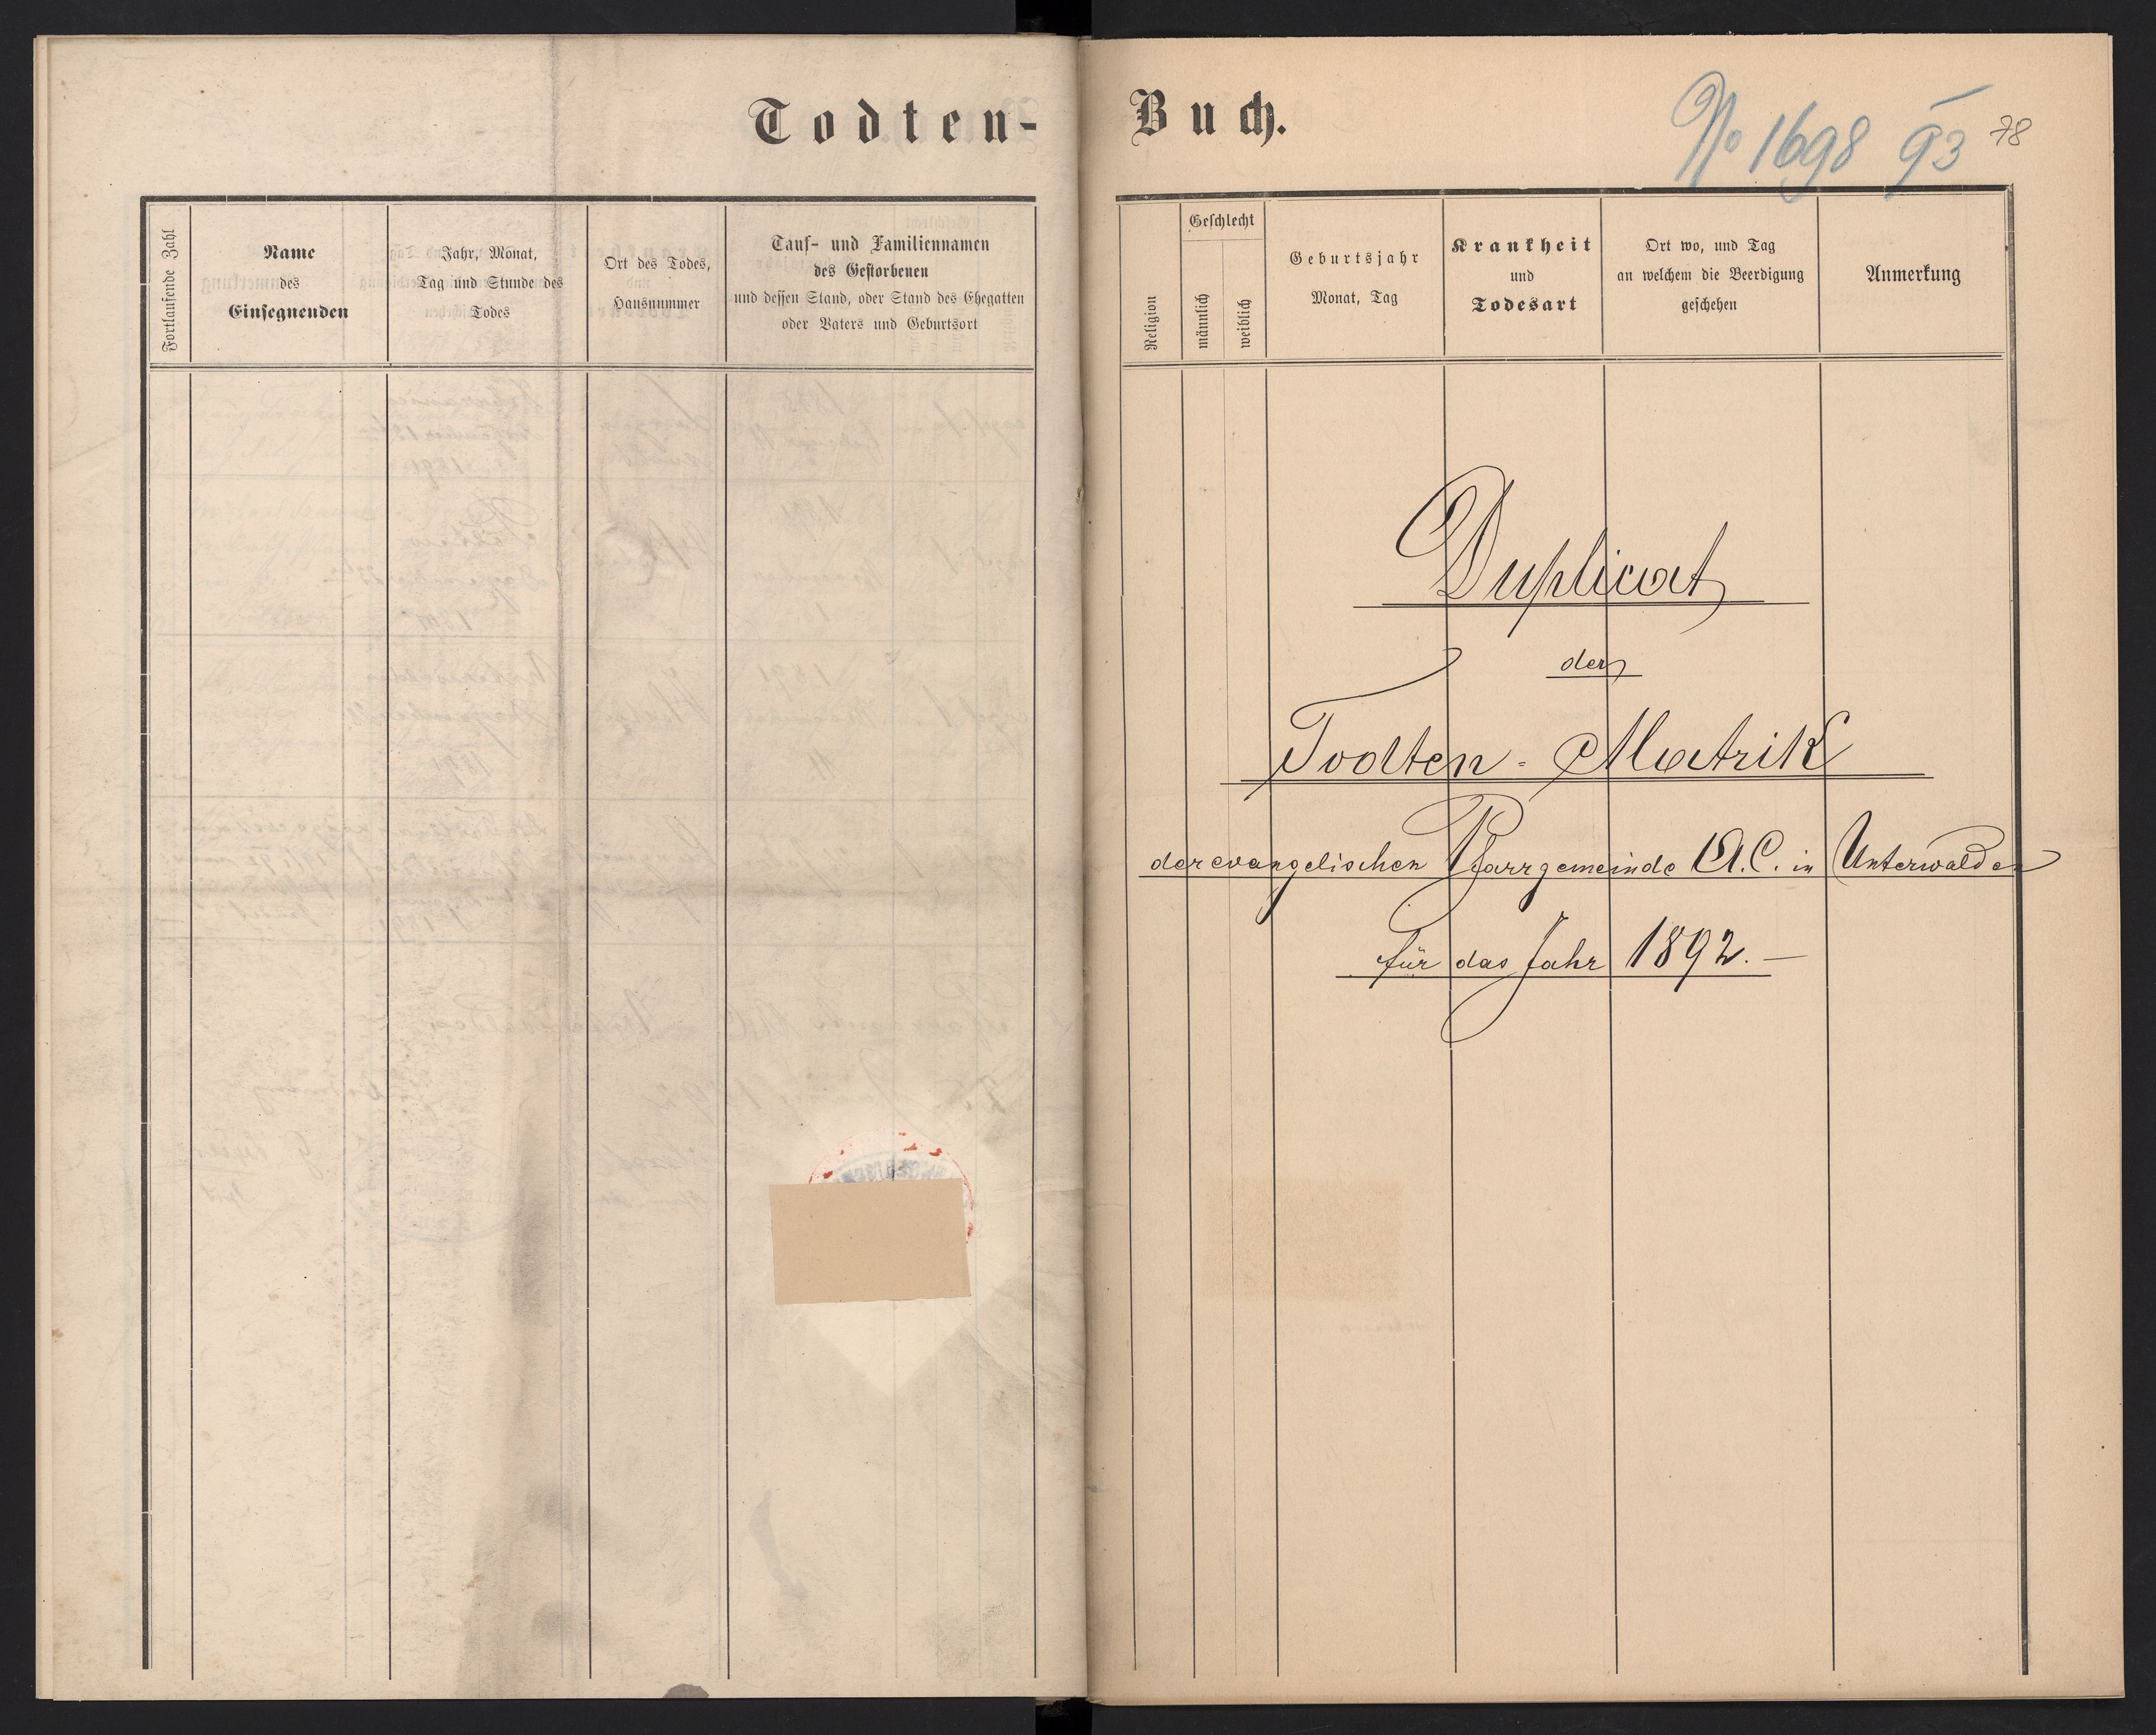 Todten-
Fortlaufende Zahl
Name
des
Einsegnenden
Jahr, Monat,
Tag und Stunde des
Todes
Ort des Todes,
Hausnummer
Tauf- und Familiennamen
des Gestorbenen
und dessen Stand, oder Stand des Ehegatten
oder Vaters und Geburtsort
Buch.
No 1698 93
78
Religion
Geschlecht
männlich
weiblich
Geburtsjahr
Monat, Tag
Krankheit
und
Todesart
Ort wo, und Tag
an welchem die Beerdigung
geschehen
Anmerkung
Duplicat
der
Todten-Matrik
der evangelischen Pfarrgemeinde A.C. in Unterwalden
für das Jahr 1892.—